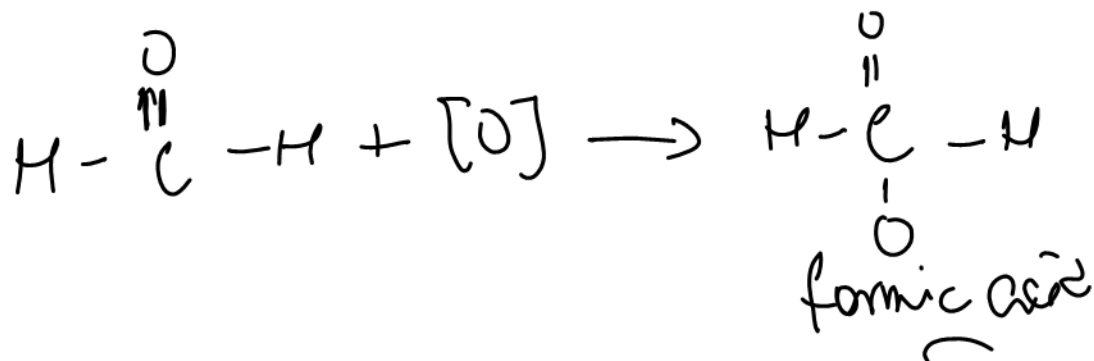 O O
|| ||
H - C - H + [O] → H - C - H
|
O
formic acid